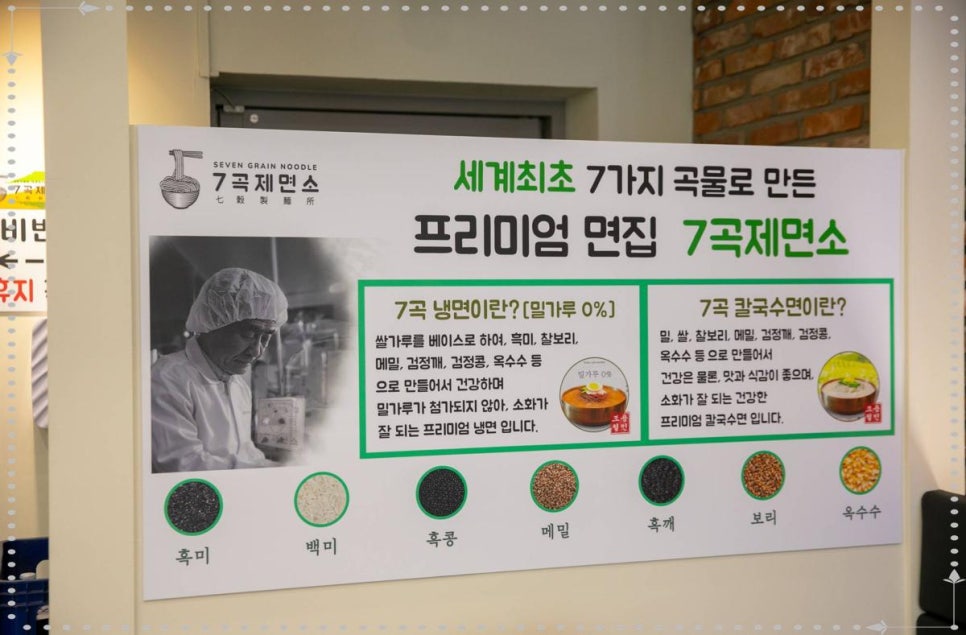 SEVEN GRAIN NOODLE
7곡제면소
七穀製麵所
세계최초 7가지 곡물로 만든
프리미엄 면집 7곡제면소
7곡 냉면이란?(밀가루 0%)
쌀가루를 베이스로 하여, 흑미, 찰보리,
메밀, 검정깨, 검정콩, 옥수수 등
으로 만들어서 건강하며
밀가루가 첨가되지 않아, 소화가
잘 되는 프리미엄 냉면 입니다.
밀가루 0%
7곡 칼국수면이란?
밀, 쌀, 찰보리, 메밀, 검정깨, 검정콩,
옥수수 등 으로 만들어서
건강은 물론, 맛과 식감이 좋으며,
소화가 잘 되는 건강한
프리미엄 칼국수면 입니다.
흑미
백미
흑콩
메밀
흑깨
보리
옥수수